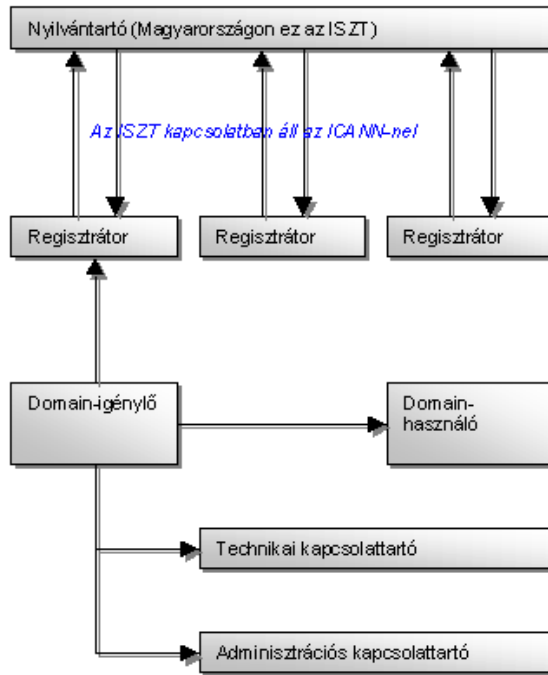 Nyilvántartó (Magyarországon ez az ISZT)
Az ISZT kapcsolatban áll az ICANN-nel
Regisztrátor
Regisztrátor
Regisztrátor
Domain-igénylő
Domain-
használó
Technikai kapcsolattartó
Adminisztrációs kapcsolattartó